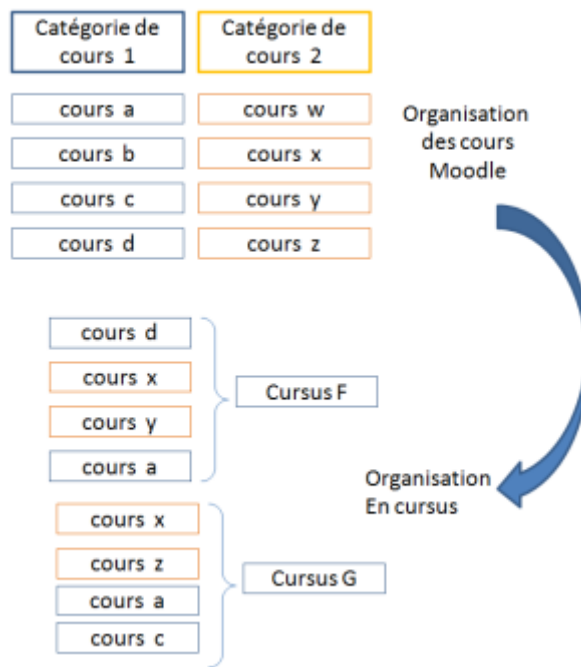 Catégorie de
cours 1
Catégorie de
cours 2
cours a
cours w
cours b
cours x
cours c
cours y
cours d
cours z
Organisation
des cours
Moodle
cours d
cours x
cours y
cours a
Cursus F
Organisation
En cursus
cours x
cours z
cours a
cours c
Cursus G